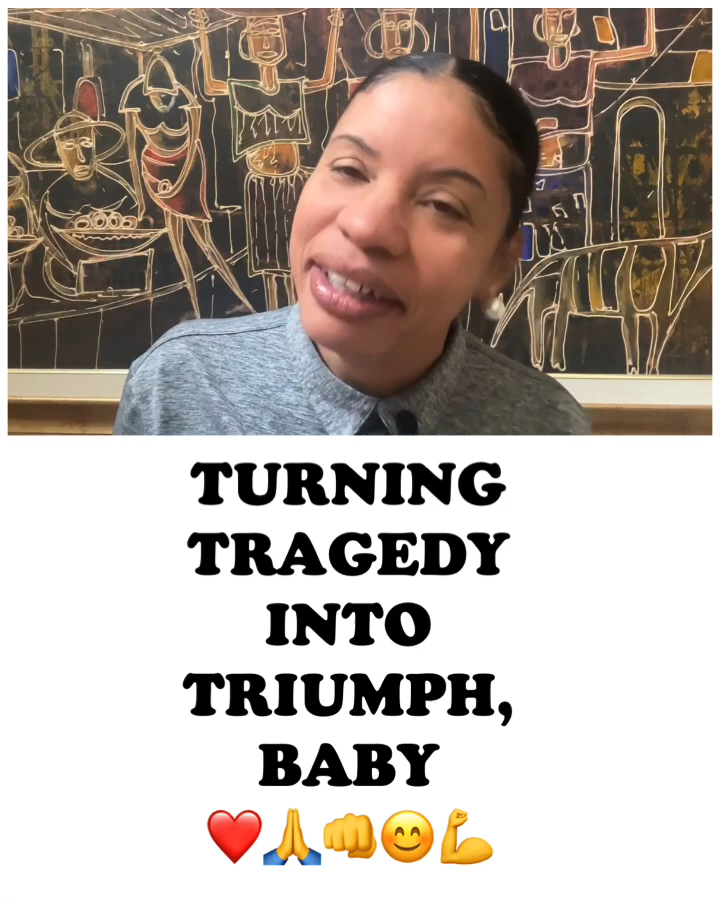 TURNING
TRAGEDY
INTO
TRIUMPH,
BABY
❤️🙏👊😊💪